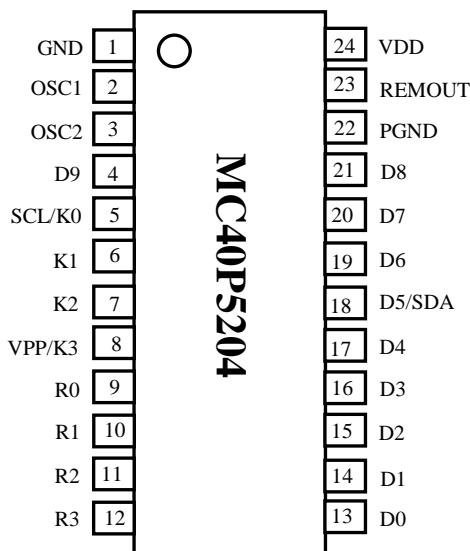 GND 1 24 VDD
OSC1 2 23 REMOUT
OSC2 3 22 PGND
D9 4 21 D8
SCL/K0 5 20 D7
K1 6 19 D6
K2 7 18 D5/SDA
VPP/K3 8 17 D4
R0 9 16 D3
R1 10 15 D2
R2 11 14 D1
R3 12 13 D0
MC40P5204